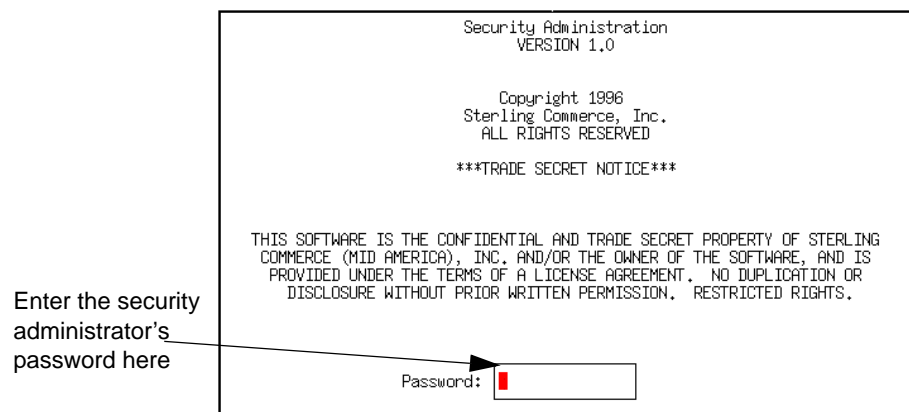 Security Administration
VERSION 1.0
Copyright 1996
Sterling Commerce, Inc.
ALL RIGHTS RESERVED
***TRADE SECRET NOTICE***
THIS SOFTWARE IS THE CONFIDENTIAL AND TRADE SECRET PROPERTY OF STERLING
COMMERCE (MID AMERICA), INC. AND/OR THE OWNER OF THE SOFTWARE, AND IS
PROVIDED UNDER THE TERMS OF A LICENSE AGREEMENT. NO DUPLICATION OR
DISCLOSURE WITHOUT PRIOR WRITTEN PERMISSION. RESTRICTED RIGHTS.
Enter the security
administrator’s
password here
Password: